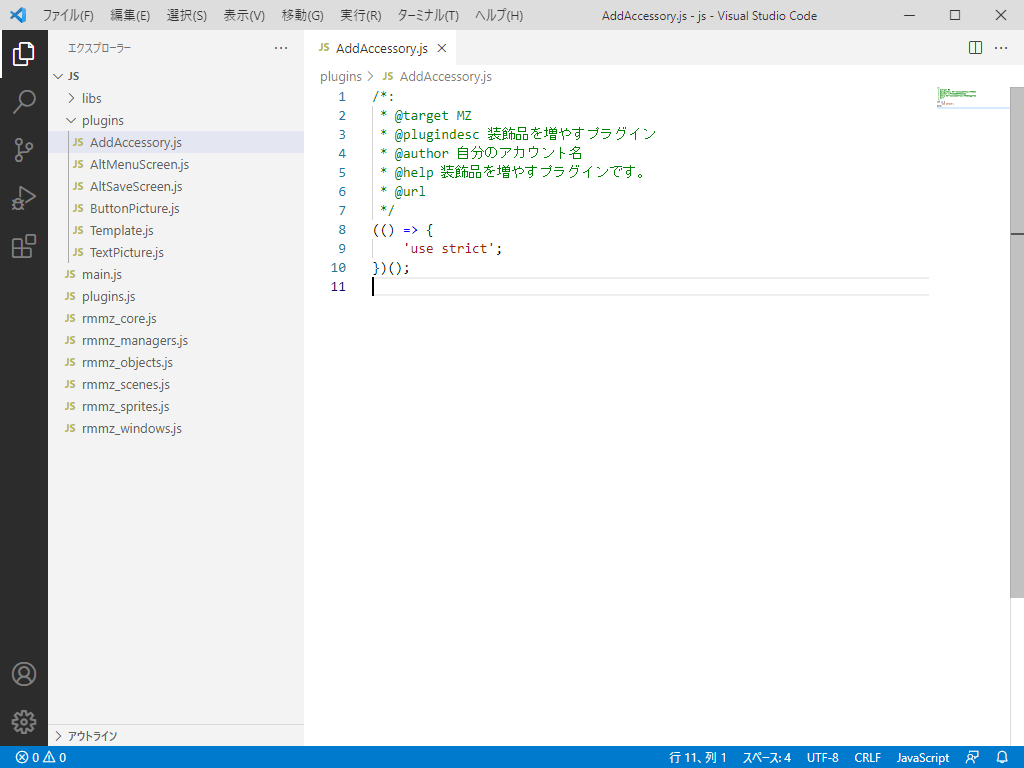 ファイル(F) 編集(E) 選択(S) 表示(V) 移動(G) 実行(R) ターミナル(T) ヘルプ(H) AddAccessory.js - js - Visual Studio Code
エクスプローラー
JS
libs
plugins
JS AddAccessory.js
JS AltMenuScreen.js
JS AltSaveScreen.js
JS ButtonPicture.js
JS Template.js
JS TextPicture.js
JS main.js
JS plugins.js
JS rmmz_core.js
JS rmmz_managers.js
JS rmmz_objects.js
JS rmmz_scenes.js
JS rmmz_sprites.js
JS rmmz_windows.js
アウトライン
JS AddAccessory.js
plugins > JS AddAccessory.js
1 /*:
2 * @target MZ
3 * @plugindesc 装飾品を増やすプラグイン
4 * @author 自分のアカウント名
5 * @help 装飾品を増やすプラグインです。
6 * @url
7 */
8 (() => {
9 'use strict';
10 })();
11
0 0 行 11、列 1 スペース: 4 UTF-8 CRLF JavaScript